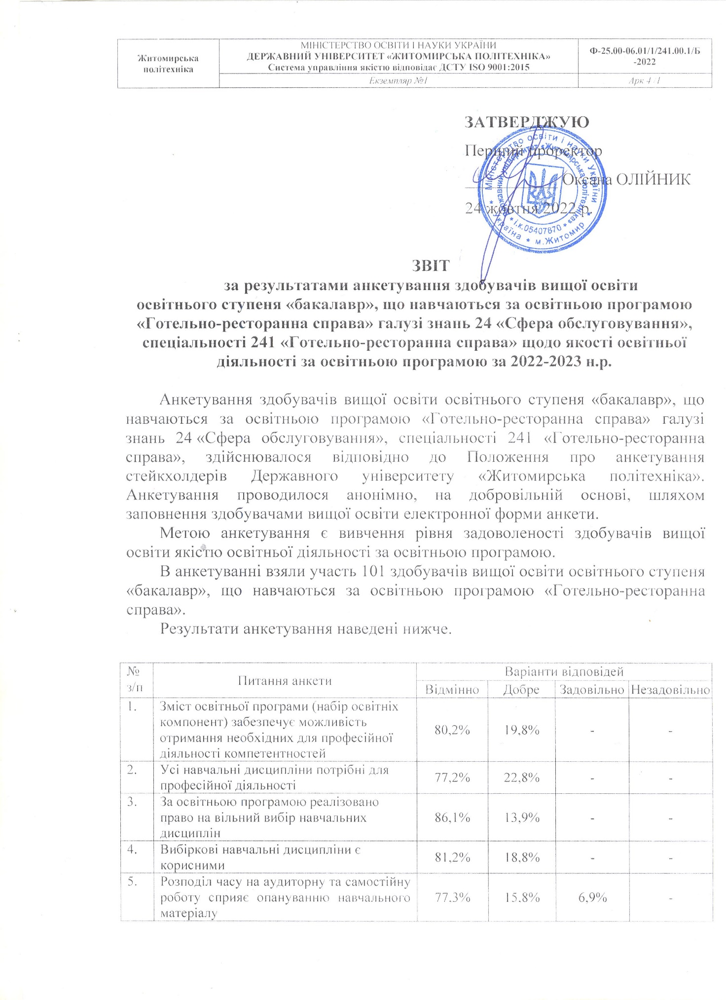 Житомирська
політехніка
МІНІСТЕРСТВО ОСВІТИ І НАУКИ УКРАЇНИ
ДЕРЖАВНИЙ УНІВЕРСИТЕТ «ЖИТОМИРСЬКА ПОЛІТЕХНІКА»
Система управління якістю відповідає ДСТУ ISO 9001:2015
Ф-25.00-06.01/1/241.00.1/Б
-2022
Екземпляр №1
Арк 4 / 1
ЗАТВЕРДЖУЮ
Перший проректор
Оксана ОЛІЙНИК
24 жовтня 2022 р.
Міністерство освіти і науки України
Державний університет «Житомирська політехніка»
* і.к.05407870 *
* Україна * м.Житомир *
ЗВІТ
за результатами анкетування здобувачів вищої освіти
освітнього ступеня «бакалавр», що навчаються за освітньою програмою
«Готельно-ресторанна справа» галузі знань 24 «Сфера обслуговування»,
спеціальності 241 «Готельно-ресторанна справа» щодо якості освітньої
діяльності за освітньою програмою за 2022-2023 н.р.
Анкетування здобувачів вищої освіти освітнього ступеня «бакалавр», що
навчаються за освітньою програмою «Готельно-ресторанна справа» галузі
знань 24 «Сфера обслуговування», спеціальності 241 «Готельно-ресторанна
справа», здійснювалося відповідно до Положення про анкетування
стейкхолдерів Державного університету «Житомирська політехніка».
Анкетування проводилося анонімно, на добровільній основі, шляхом
заповнення здобувачами вищої освіти електронної форми анкети.
Метою анкетування є вивчення рівня задоволеності здобувачів вищої
освіти якістю освітньої діяльності за освітньою програмою.
В анкетуванні взяли участь 101 здобувачів вищої освіти освітнього ступеня
«бакалавр», що навчаються за освітньою програмою «Готельно-ресторанна
справа».
Результати анкетування наведені нижче.
№
з/п
Питання анкети
Варіанти відповідей
Відмінно Добре Задовільно Незадовільно
1. Зміст освітньої програми (набір освітніх
компонент) забезпечує можливість
отримання необхідних для професійної
діяльності компетентностей
80,2% 19,8% - -
2. Усі навчальні дисципліни потрібні для
професійної діяльності
77,2% 22,8% - -
3. За освітньою програмою реалізовано
право на вільний вибір навчальних
дисциплін
86,1% 13,9% - -
4. Вибіркові навчальні дисципліни є
корисними
81,2% 18,8% - -
5. Розподіл часу на аудиторну та самостійну
роботу сприяє опануванню навчального
матеріалу
77,3% 15,8% 6,9% -